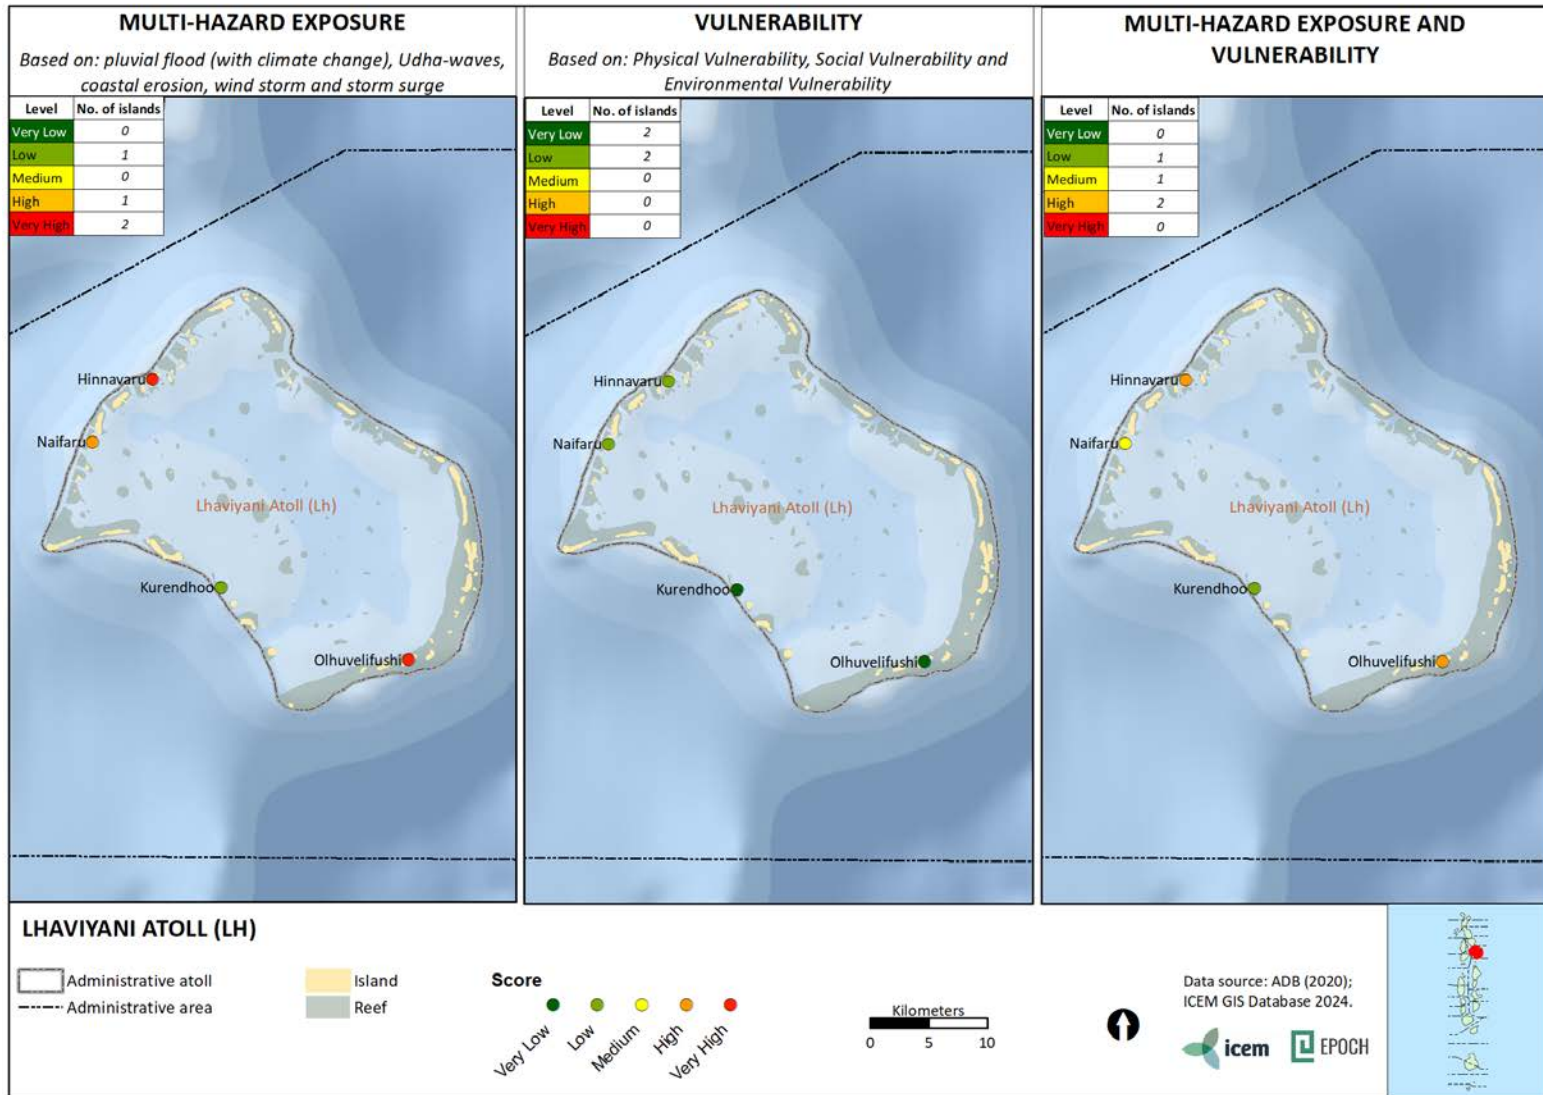 MULTI-HAZARD EXPOSURE
Based on: pluvial flood (with climate change), Udha-waves,
coastal erosion, wind storm and storm surge
Level No. of islands
Very Low 0
Low 1
Medium 0
High 1
Very High 2
Hinnavaru
Naifaru
Lhaviyani Atoll (Lh)
Kurendhoo
Olhuvelifushi
VULNERABILITY
Based on: Physical Vulnerability, Social Vulnerability and
Environmental Vulnerability
Level No. of islands
Very Low 2
Low 2
Medium 0
High 0
Very High 0
Hinnavaru
Naifaru
Lhaviyani Atoll (Lh)
Kurendhoo
Olhuvelifushi
MULTI-HAZARD EXPOSURE AND
VULNERABILITY
Level No. of islands
Very Low 0
Low 1
Medium 1
High 2
Very High 0
Hinnavaru
Naifaru
Lhaviyani Atoll (Lh)
Kurendhoo
Olhuvelifushi
LHAVIYANI ATOLL (LH)
Administrative atoll
Administrative area
Island
Reef
Score
Very Low
Low
Medium
High
Very High
Kilometers
0 5 10
Data source: ADB (2020);
ICEM GIS Database 2024.
icem
EPOCH